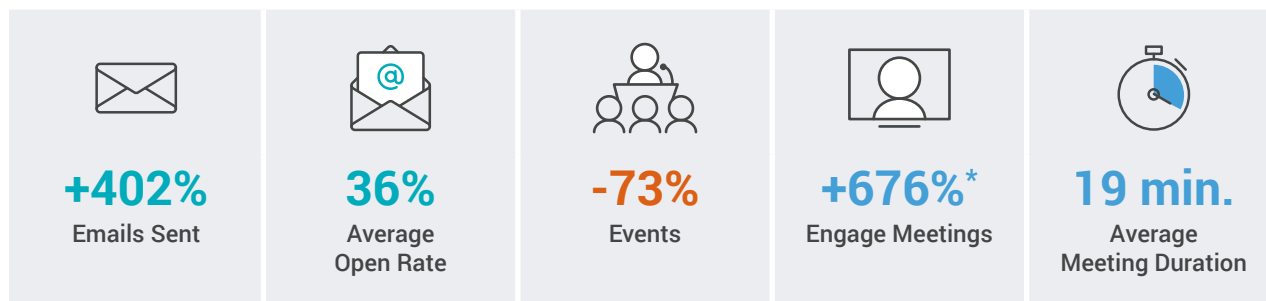 @
+402%
Emails Sent
36%
Average
Open Rate
-73%
Events
+676%*
Engage Meetings
19 min.
Average
Meeting Duration